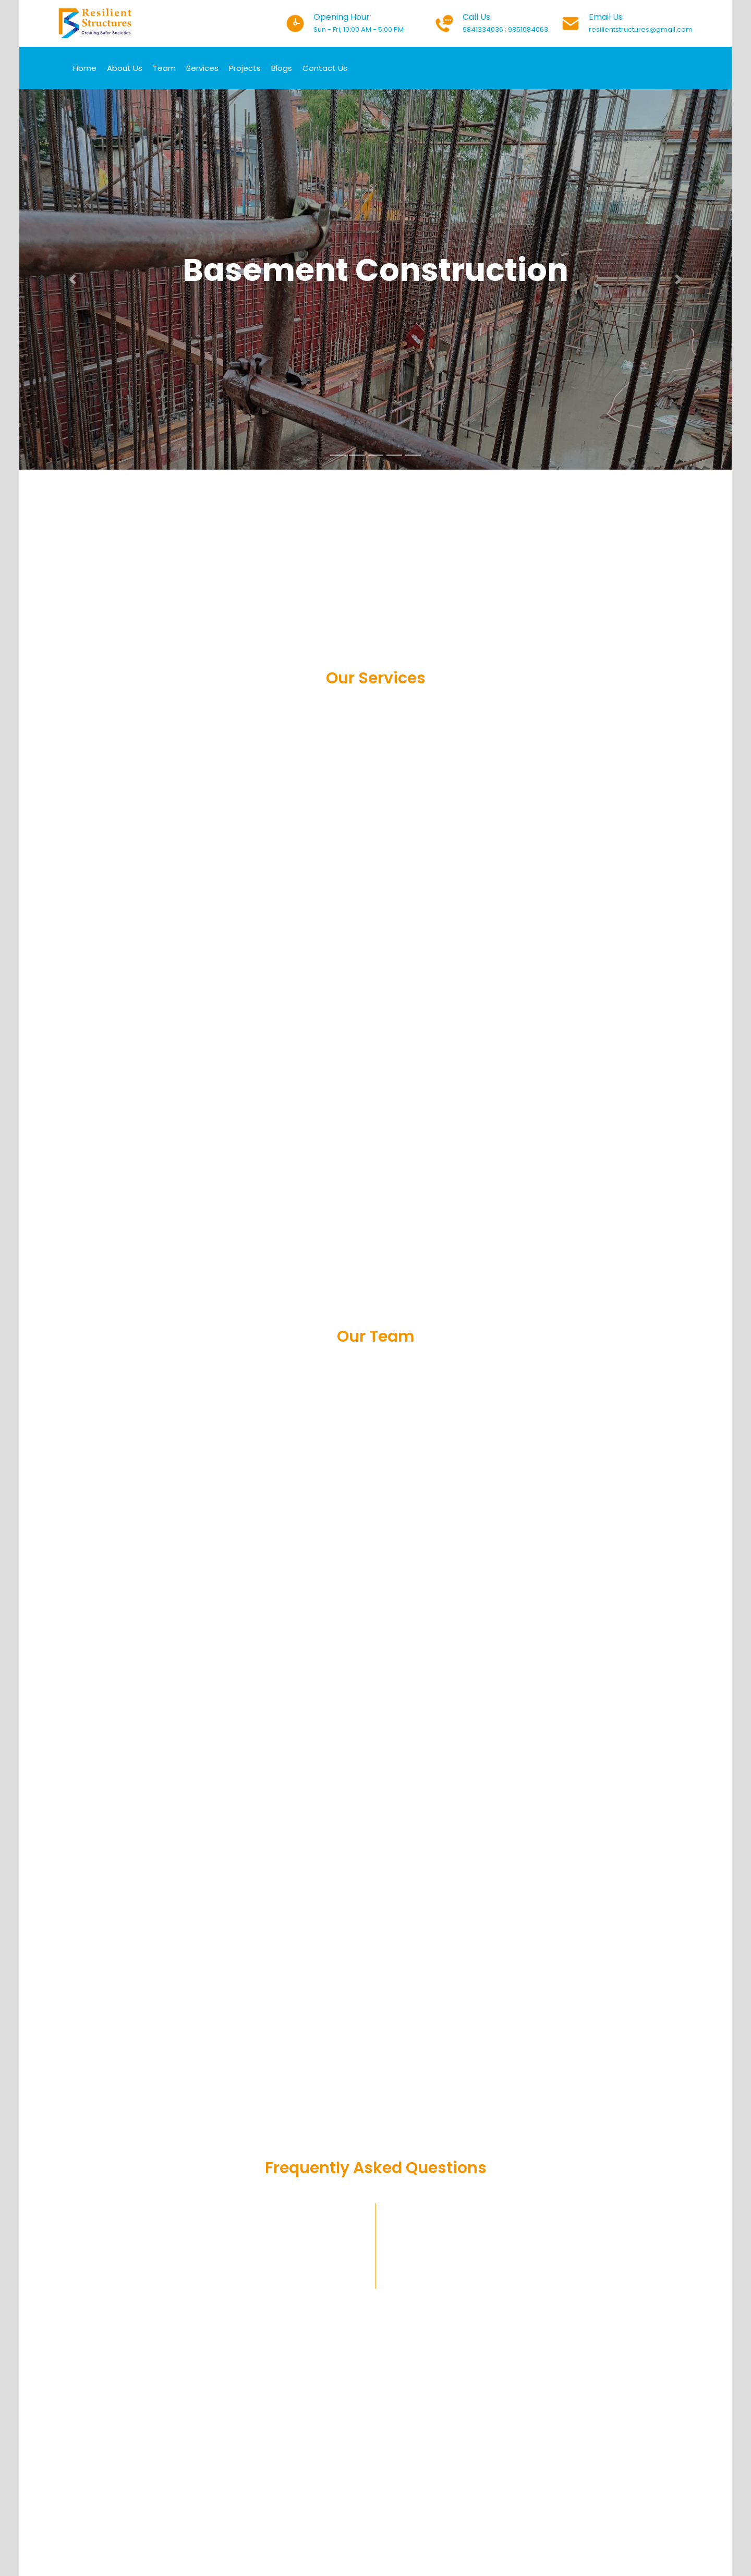 Resilient
Structures
Creating Safer Societies
Opening Hour
Sun - Fri, 10:00 AM - 5:00 PM
Call Us
9841334036 ; 9851084063
Email Us
resilientstructures@gmail.com
Home About Us Team Services Projects Blogs Contact Us
Basement Construction
Our Services
Our Team
Frequently Asked Questions